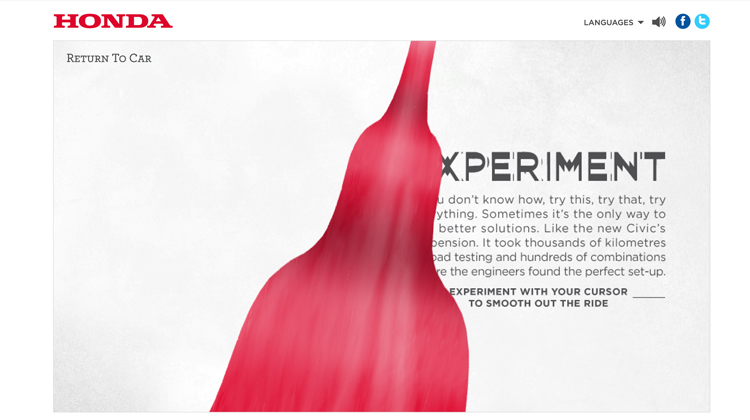 HONDA
LANGUAGES
f
t
Return To Car
XPERIMENT
u don't know how, try this, try that, try
ything. Sometimes it's the only way to
better solutions. Like the new Civic's
pension. It took thousands of kilometres
oad testing and hundreds of combinations
re the engineers found the perfect set-up.
EXPERIMENT WITH YOUR CURSOR
TO SMOOTH OUT THE RIDE